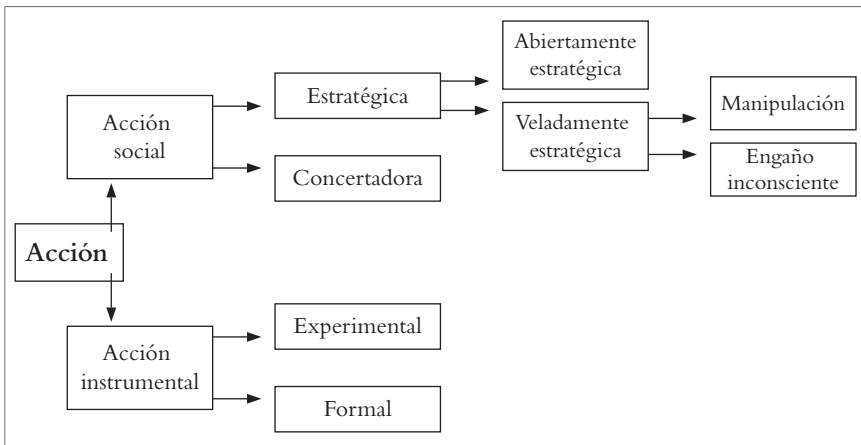 Abiertamente
estratégica
Estratégica
Manipulación
Acción
social
Veladamente
estratégica
Concertadora
Engaño
inconsciente
Acción
Experimental
Acción
instrumental
Formal